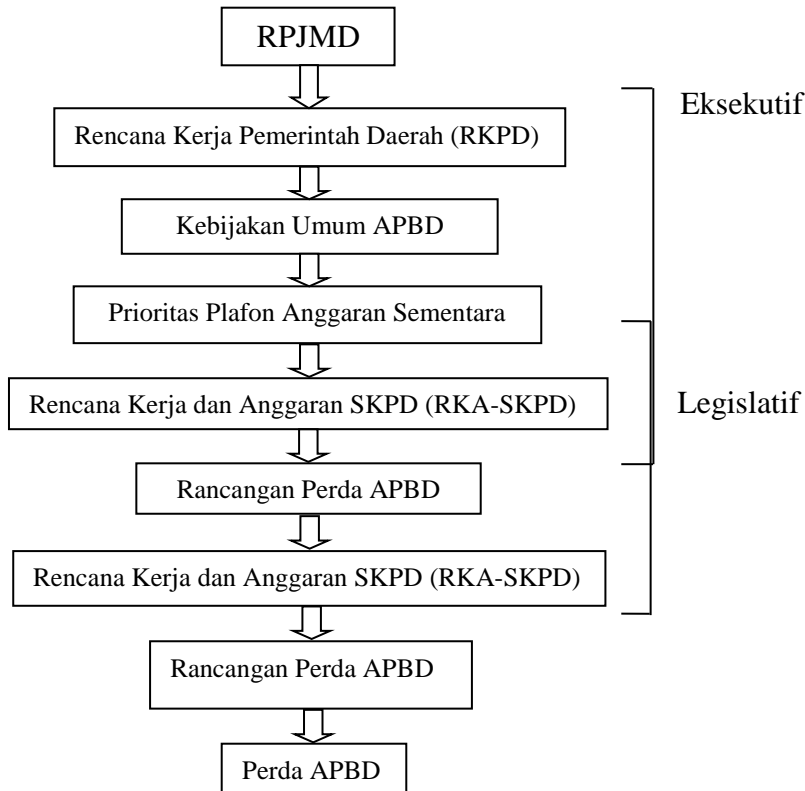 RPJMD
Eksekutif
Rencana Kerja Pemerintah Daerah (RKPD)
Kebijakan Umum APBD
Prioritas Plafon Anggaran Sementara
Rencana Kerja dan Anggaran SKPD (RKA-SKPD)
Legislatif
Rancangan Perda APBD
Rencana Kerja dan Anggaran SKPD (RKA-SKPD)
Rancangan Perda APBD
Perda APBD